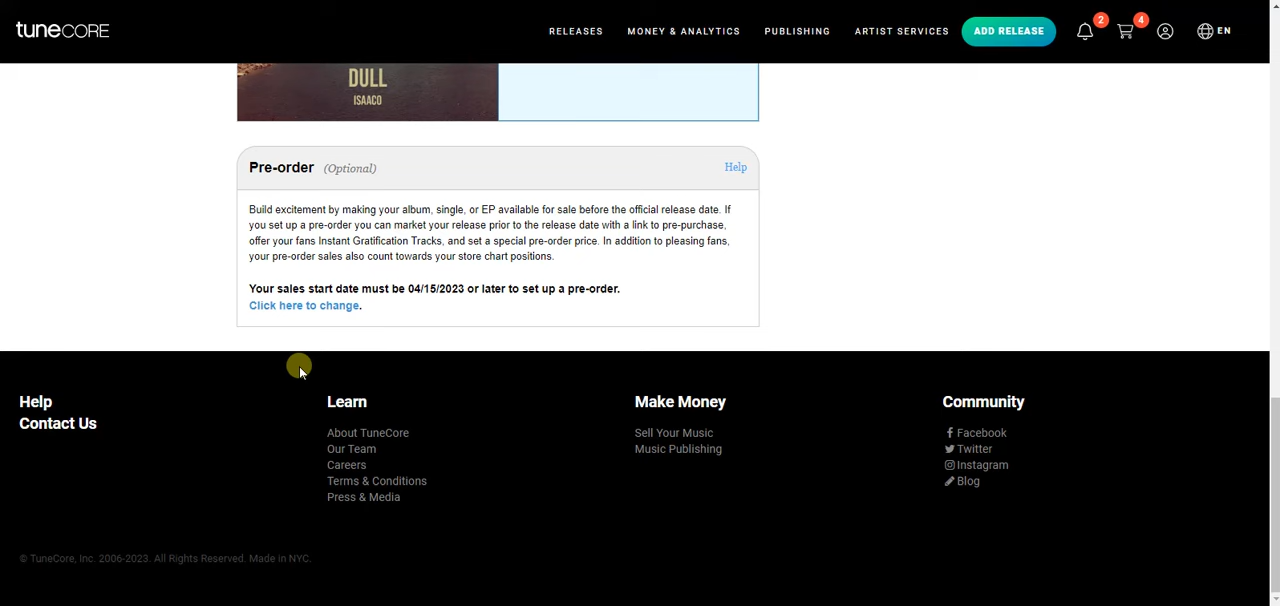 tuneCORE
RELEASES
MONEY & ANALYTICS
PUBLISHING
ARTIST SERVICES
ADD RELEASE
2
4
EN
DULL
ISAACO
Pre-order (Optional)
Help
Build excitement by making your album, single, or EP available for sale before the official release date. If
you set up a pre-order you can market your release prior to the release date with a link to pre-purchase,
offer your fans Instant Gratification Tracks, and set a special pre-order price. In addition to pleasing fans,
your pre-order sales also count towards your store chart positions.
Your sales start date must be 04/15/2023 or later to set up a pre-order.
Click here to change.
Help
Contact Us
Learn
About TuneCore
Our Team
Careers
Terms & Conditions
Press & Media
Make Money
Sell Your Music
Music Publishing
Community
Facebook
Twitter
Instagram
Blog
© TuneCore, Inc. 2006-2023. All Rights Reserved. Made in NYC.